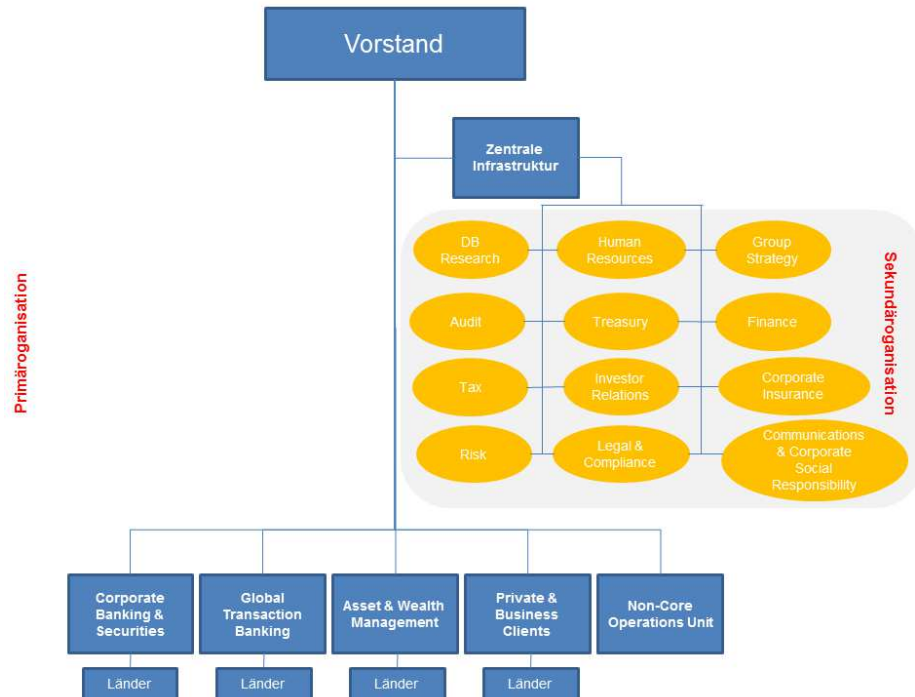 Vorstand
Zentrale
Infrastruktur
Primäroganisation
Sekundäroganisation
DB
Research
Human
Resources
Group
Strategy
Audit
Treasury
Finance
Tax
Investor
Relations
Corporate
Insurance
Risk
Legal &
Compliance
Communications
& Corporate
Social
Responsibility
Corporate
Banking &
Securities
Global
Transaction
Banking
Asset & Wealth
Management
Private &
Business
Clients
Non-Core
Operations Unit
Länder
Länder
Länder
Länder